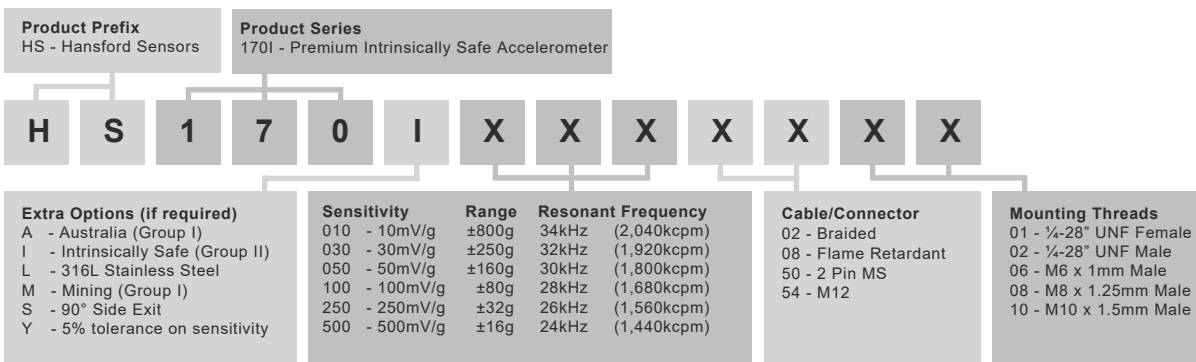 Product Prefix
HS - Hansford Sensors
Product Series
170I - Premium Intrinsically Safe Accelerometer
H S 1 7 0 I X X X X X X X
Extra Options (if required)
A - Australia (Group I)
I - Intrinsically Safe (Group II)
L - 316L Stainless Steel
M - Mining (Group I)
S - 90° Side Exit
Y - 5% tolerance on sensitivity
Sensitivity Range Resonant Frequency
010 - 10mV/g ±800g 34kHz (2,040kcpm)
030 - 30mV/g ±250g 32kHz (1,920kcpm)
050 - 50mV/g ±160g 30kHz (1,800kcpm)
100 - 100mV/g ±80g 28kHz (1,680kcpm)
250 - 250mV/g ±32g 26kHz (1,560kcpm)
500 - 500mV/g ±16g 24kHz (1,440kcpm)
Cable/Connector
02 - Braided
08 - Flame Retardant
50 - 2 Pin MS
54 - M12
Mounting Threads
01 - ¼-28” UNF Female
02 - ¼-28” UNF Male
06 - M6 x 1mm Male
08 - M8 x 1.25mm Male
10 - M10 x 1.5mm Male